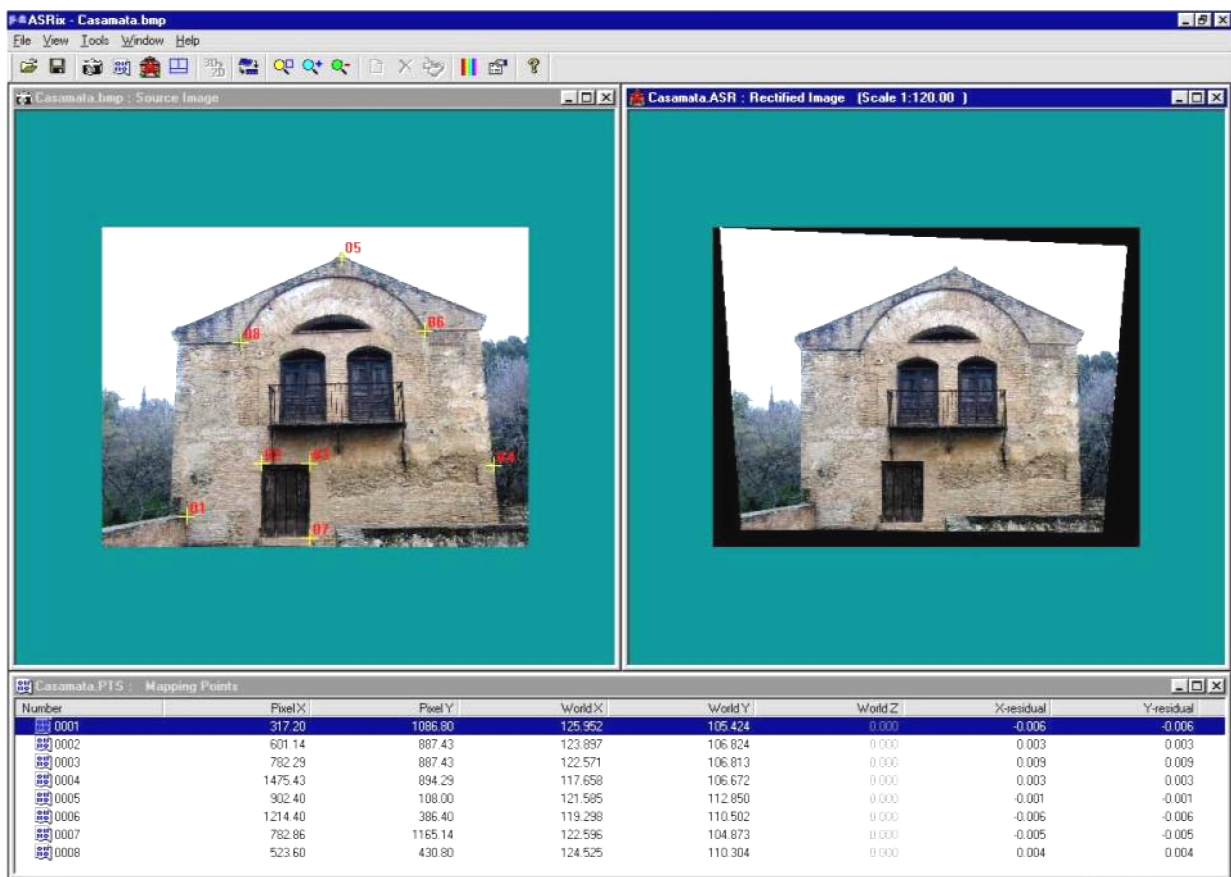 ASRix - Casamata.bmp
File View Tools Window Help
Casamata.bmp : Source Image
Casamata.ASR : Rectified Image (Scale 1:120.00 )
05
08
06
02
03
04
01
07
Casamata.PTS : Mapping Points
Number Pixel X Pixel Y World X World Y World Z X-residual Y-residual
0001 317.20 1086.80 125.952 105.424 0.000 -0.006 -0.006
0002 601.14 887.43 123.897 106.824 0.000 0.003 0.003
0003 782.29 887.43 122.571 106.813 0.000 0.009 0.009
0004 1475.43 894.29 117.658 106.672 0.000 0.003 0.003
0005 902.40 108.00 121.585 112.850 0.000 -0.001 -0.001
0006 1214.40 386.40 119.298 110.502 0.000 -0.006 -0.006
0007 782.86 1165.14 122.596 104.873 0.000 -0.005 -0.005
0008 523.60 430.80 124.525 110.304 0.000 0.004 0.004